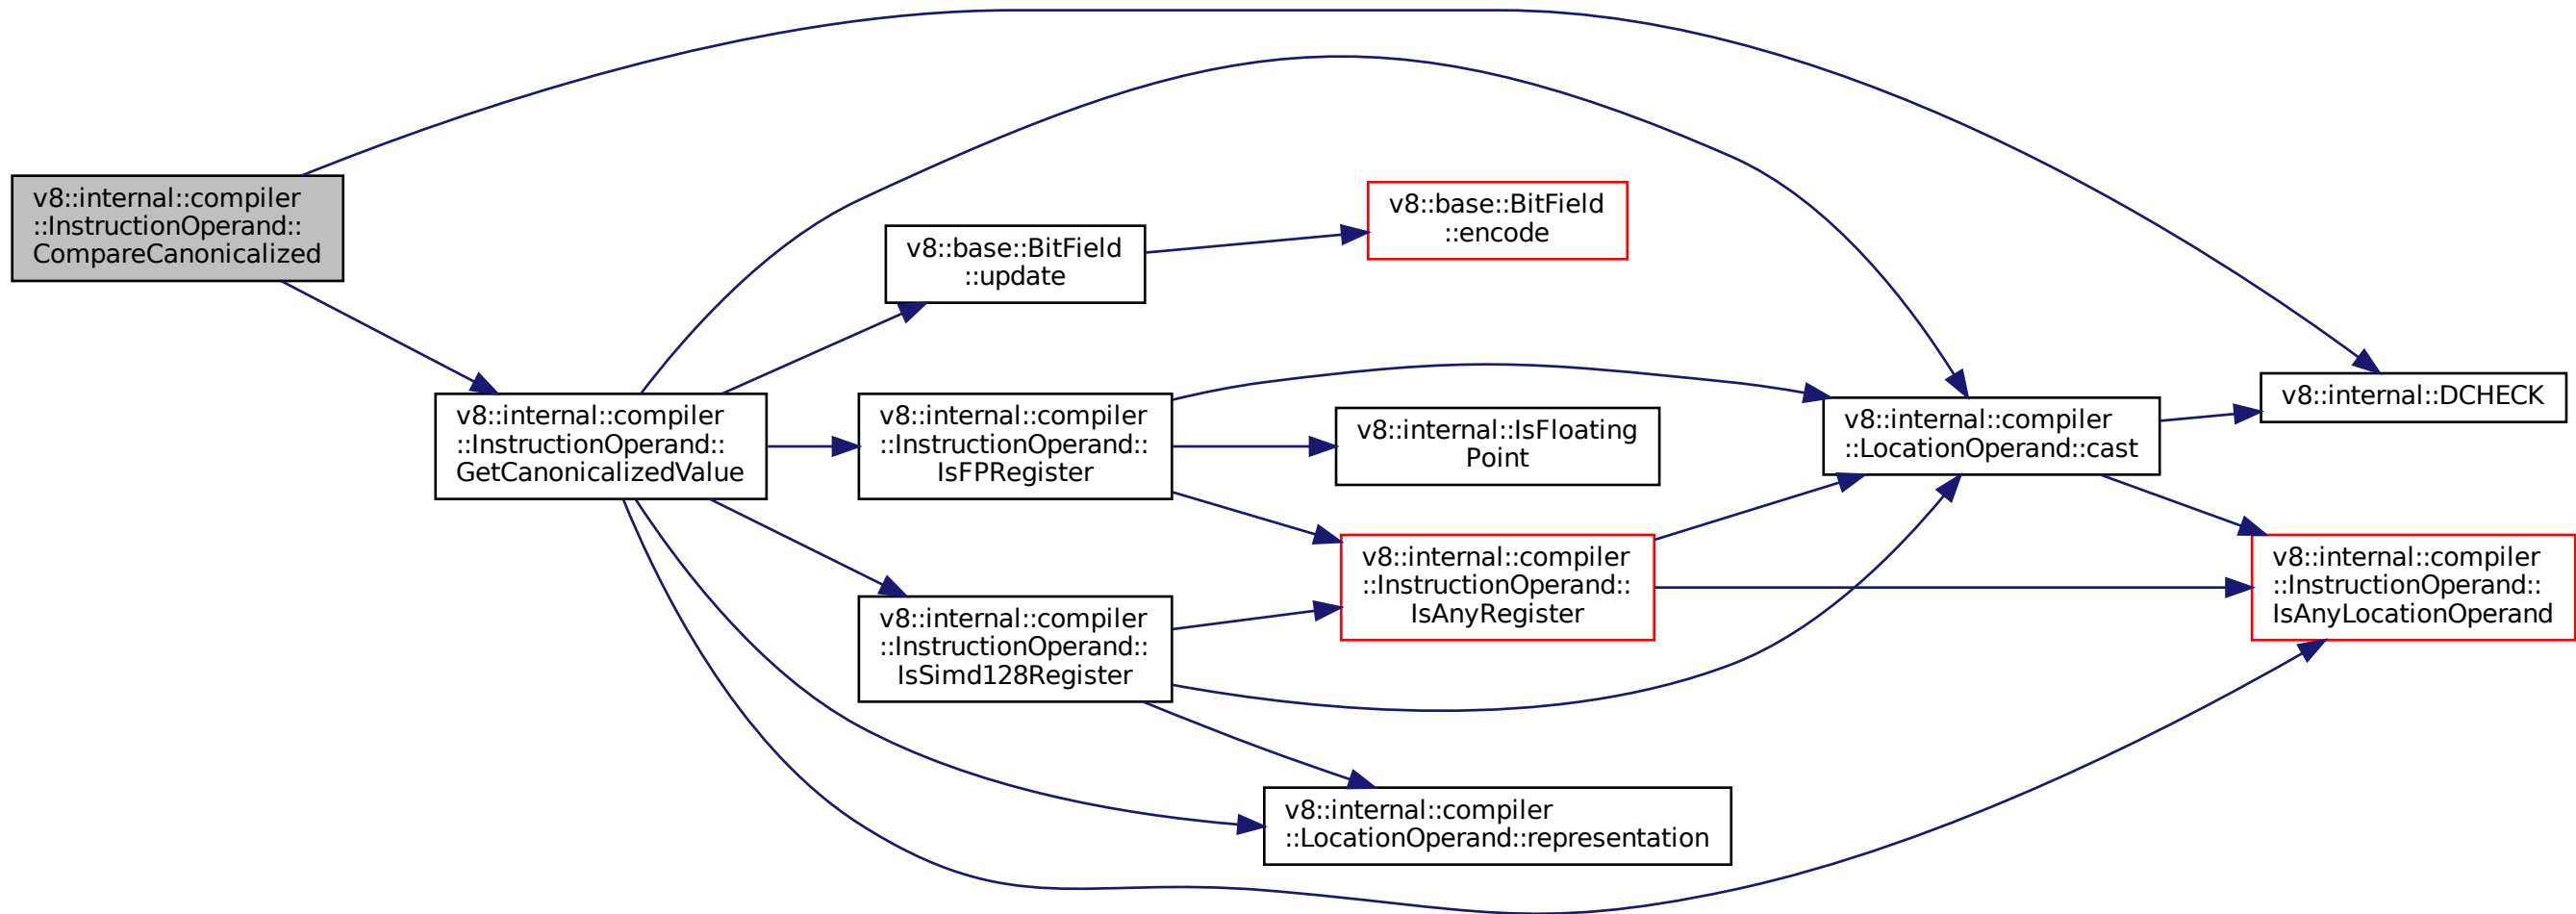 v8::internal::compiler
::InstructionOperand::
CompareCanonicalized
v8::internal::compiler
::InstructionOperand::
GetCanonicalizedValue
v8::base::BitField
::update
v8::base::BitField
::encode
v8::internal::compiler
::InstructionOperand::
IsFPRegister
v8::internal::IsFloating
Point
v8::internal::compiler
::InstructionOperand::
IsAnyRegister
v8::internal::compiler
::InstructionOperand::
IsSimd128Register
v8::internal::compiler
::LocationOperand::representation
v8::internal::compiler
::LocationOperand::cast
v8::internal::DCHECK
v8::internal::compiler
::InstructionOperand::
IsAnyLocationOperand